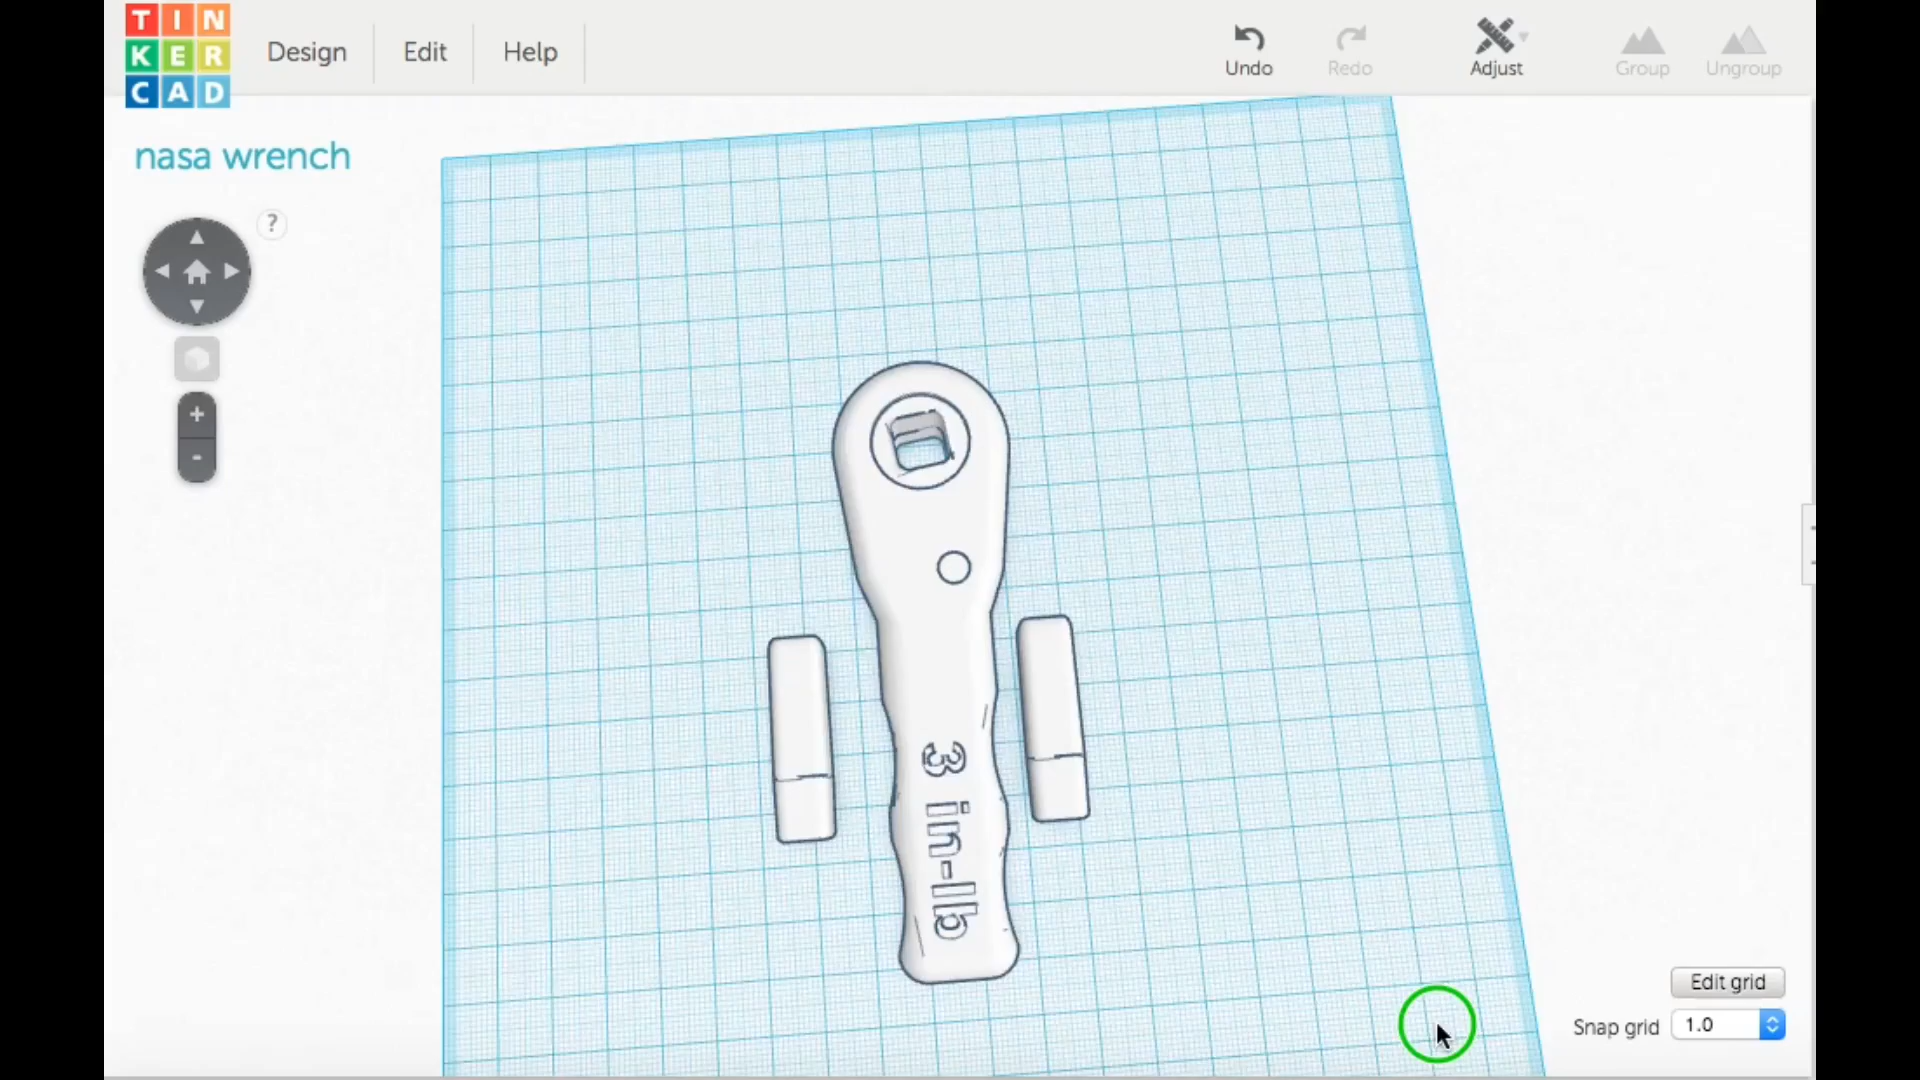 TIN
KER
CAD
Design
Edit
Help
Undo
Redo
Adjust
Group
Ungroup
nasa wrench
?
+
-
3 in-lb
Edit grid
Snap grid 1.0